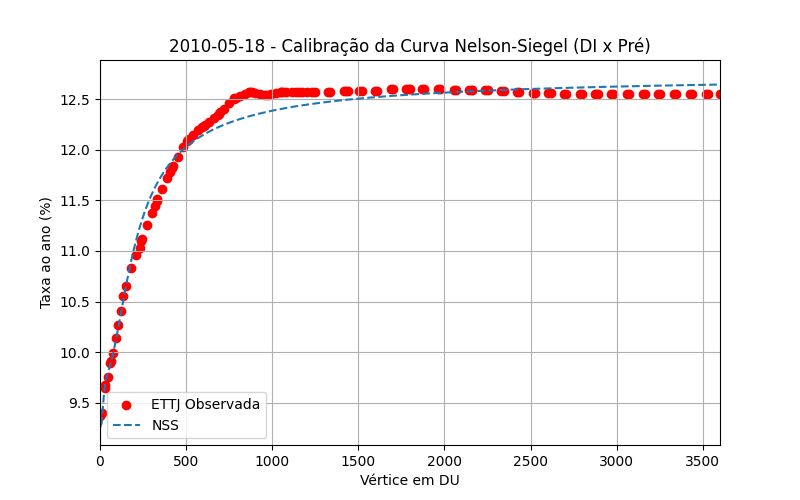 2010-05-18 - Calibração da Curva Nelson-Siegel (DI x Pré)
Taxa ao ano (%)
12.5
12.0
11.5
11.0
10.5
10.0
9.5
ETTJ Observada
NSS
0 500 1000 1500 2000 2500 3000 3500
Vértice em DU